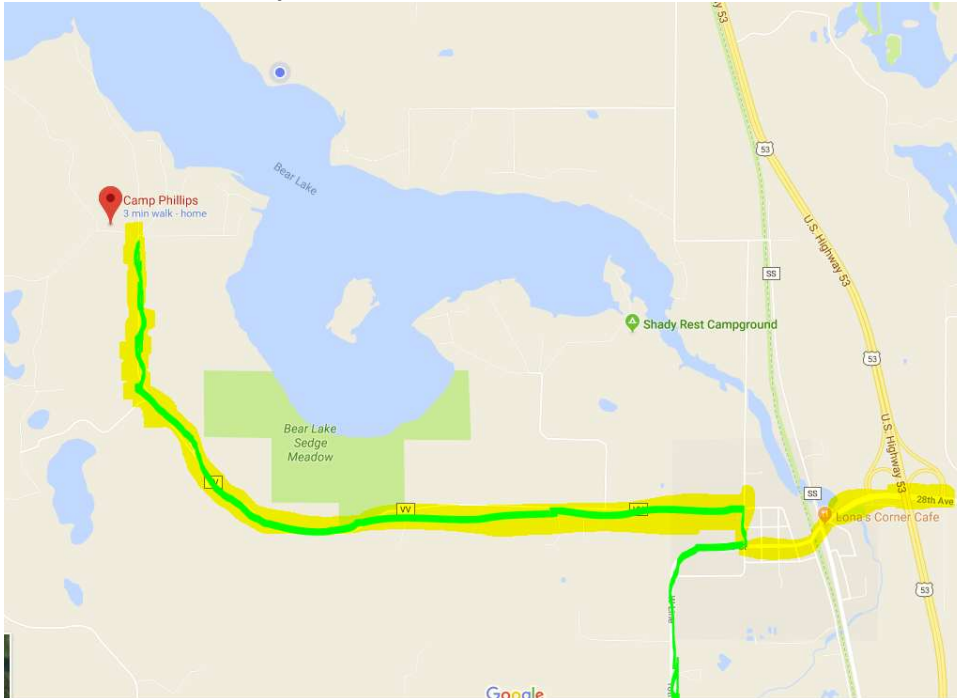 53
53
Bear Lake
Camp Phillips
3 min walk - home
U.S. Highway 53
SS
Shady Rest Campground
53
U.S. Highway 53
Bear Lake
Sedge
Meadow
VV
SS
28th Ave
Lona's Corner Cafe
53
Google